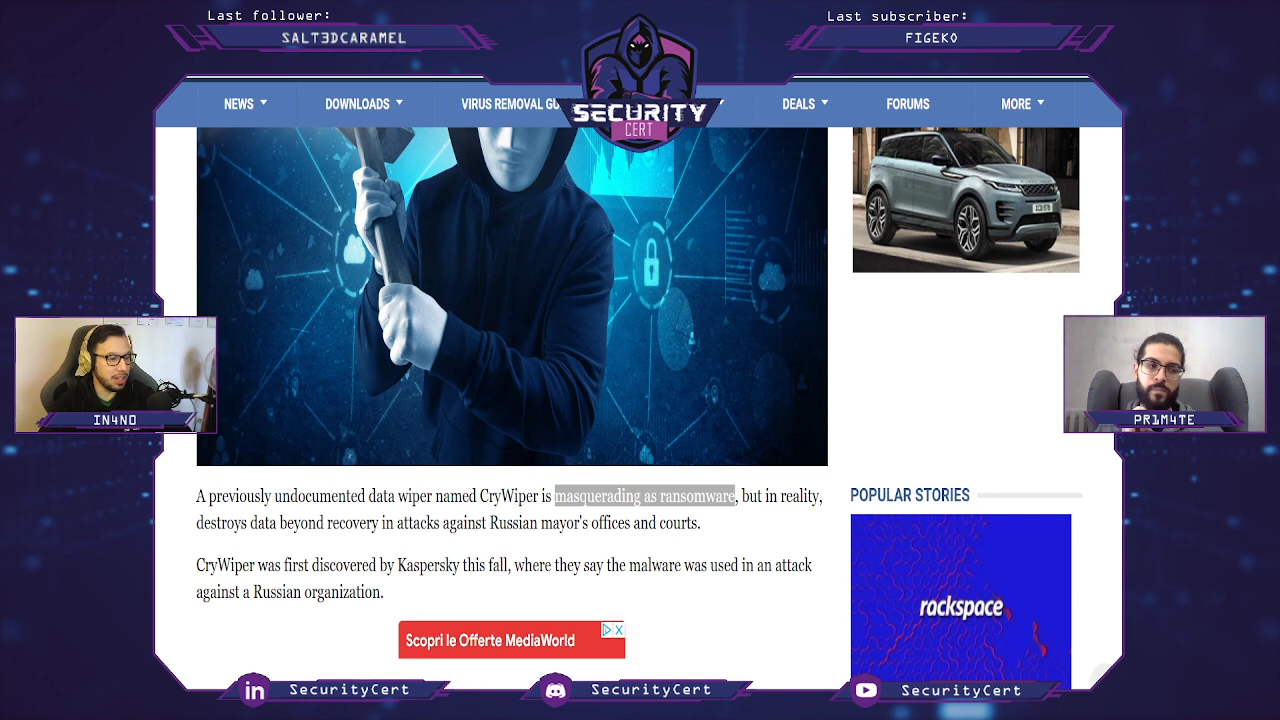 Last follower:
SALT3DCARAMEL
Last subscriber:
FIGEKO
NEWS
DOWNLOADS
VIRUS REMOVAL GU
DEALS
FORUMS
MORE
SECURITY
CERT
IN4N0
PR1M4TE
A previously undocumented data wiper named CryWiper is masquerading as ransomware, but in reality,
destroys data beyond recovery in attacks against Russian mayor's offices and courts.
CryWiper was first discovered by Kaspersky this fall, where they say the malware was used in an attack
against a Russian organization.
POPULAR STORIES
rackspace
Scopri le Offerte MediaWorld
in
SecurityCert
SecurityCert
SecurityCert